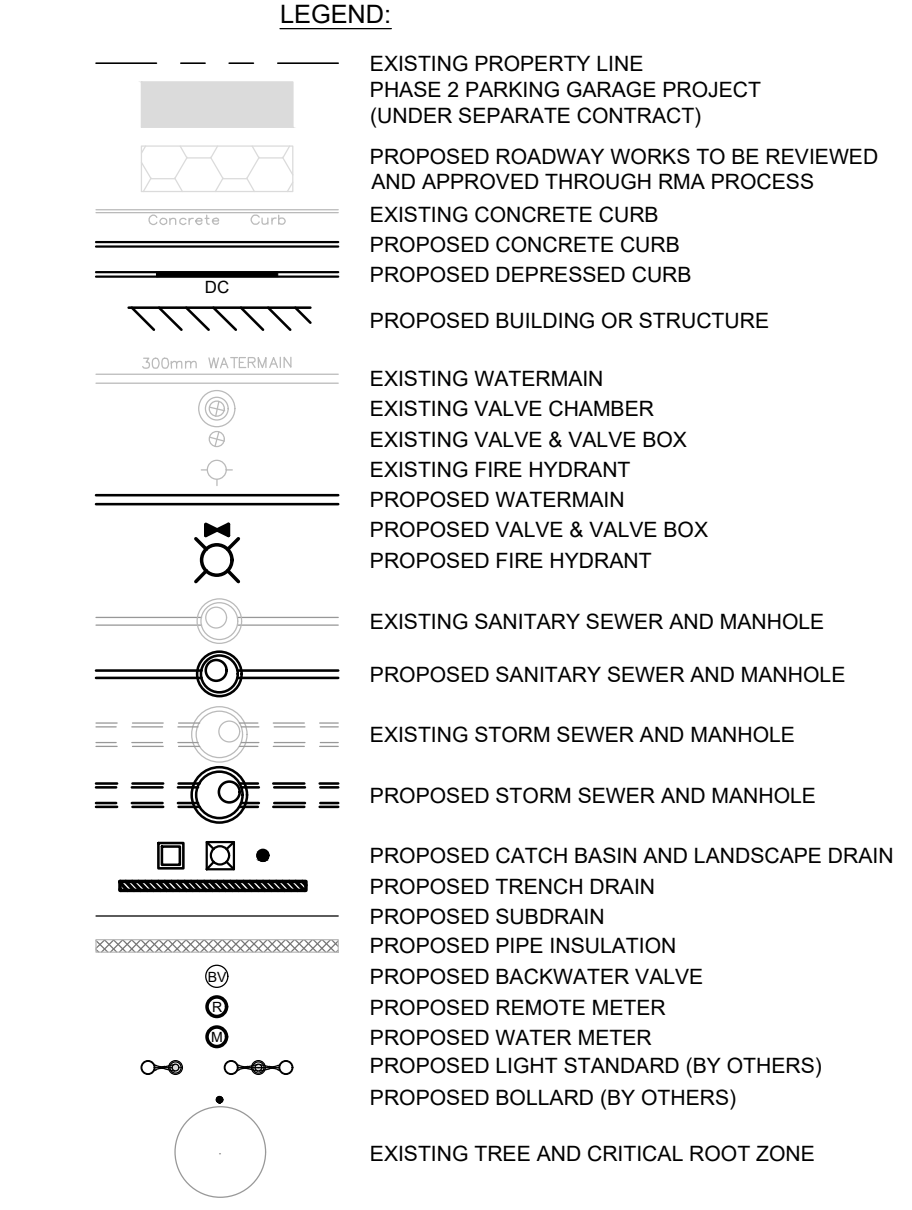 LEGEND:
EXISTING PROPERTY LINE
PHASE 2 PARKING GARAGE PROJECT
(UNDER SEPARATE CONTRACT)
PROPOSED ROADWAY WORKS TO BE REVIEWED
AND APPROVED THROUGH RMA PROCESS
Concrete Curb EXISTING CONCRETE CURB
PROPOSED CONCRETE CURB
PROPOSED DEPRESSED CURB
DC
PROPOSED BUILDING OR STRUCTURE
300mm WATERMAIN
EXISTING WATERMAIN
EXISTING VALVE CHAMBER
EXISTING VALVE & VALVE BOX
EXISTING FIRE HYDRANT
PROPOSED WATERMAIN
PROPOSED VALVE & VALVE BOX
PROPOSED FIRE HYDRANT
EXISTING SANITARY SEWER AND MANHOLE
PROPOSED SANITARY SEWER AND MANHOLE
EXISTING STORM SEWER AND MANHOLE
PROPOSED STORM SEWER AND MANHOLE
PROPOSED CATCH BASIN AND LANDSCAPE DRAIN
PROPOSED TRENCH DRAIN
PROPOSED SUBDRAIN
PROPOSED PIPE INSULATION
BV PROPOSED BACKWATER VALVE
R PROPOSED REMOTE METER
M PROPOSED WATER METER
PROPOSED LIGHT STANDARD (BY OTHERS)
PROPOSED BOLLARD (BY OTHERS)
EXISTING TREE AND CRITICAL ROOT ZONE